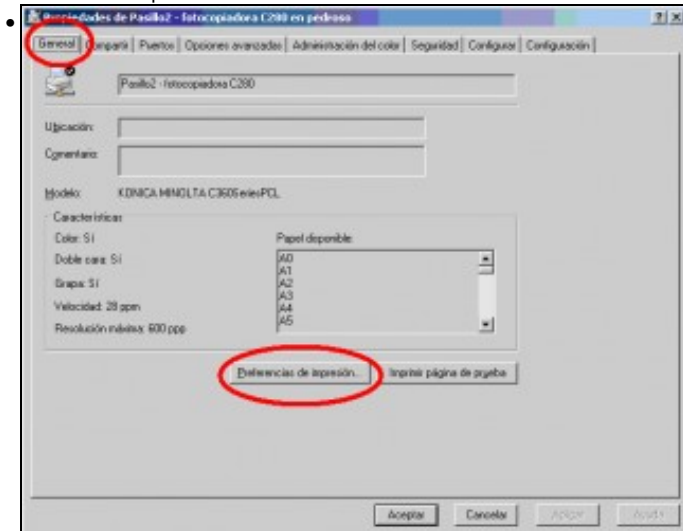 Propiedades de Pasillo2 - fotocopiadora C280 en pedroso
General Compartir Puertos Opciones avanzadas Administración del color Seguridad Configurar Configuración
Pasillo2 - fotocopiadora C280
Ubicación:
Comentario:
Modelo: KONICA MINOLTA C360SeriesPCL
Características
Color: Sí
Papel disponible:
Doble cara: Sí
Grapa: Sí
Velocidad: 28 ppm
Resolución máxima: 600 ppp
A0
A1
A2
A3
A4
A5
Preferencias de impresión... Imprimir página de prueba
Aceptar Cancelar Aplicar Ayuda